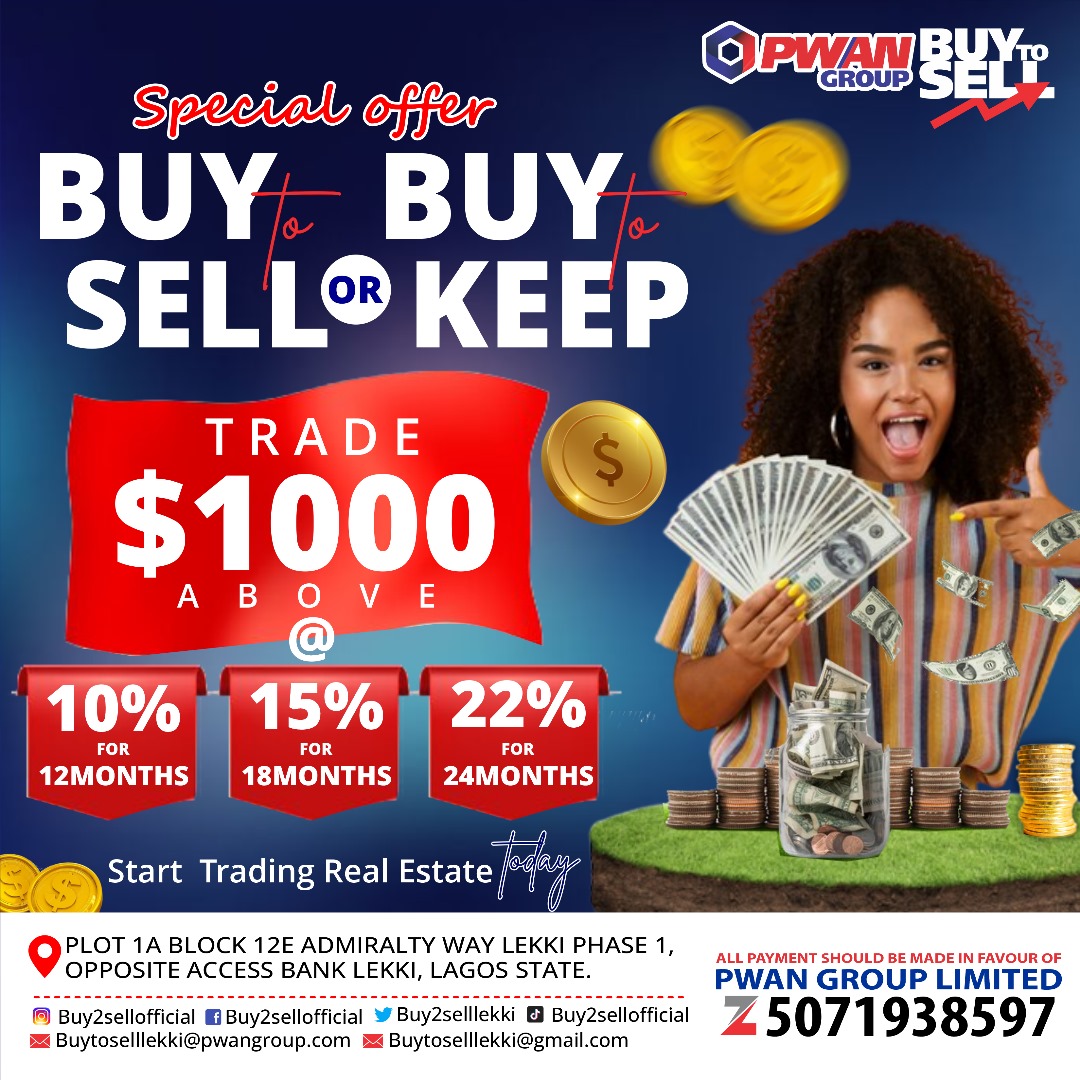 PWAN
GROUP
BUY TO
SELL
Special offer
BUY to BUY to
SELL OR KEEP
TRADE
$1000
ABOVE
@
10%
FOR
12MONTHS
15%
FOR
18MONTHS
22%
FOR
24MONTHS
Start Trading Real Estate today
PLOT 1A BLOCK 12E ADMIRALTY WAY LEKKI PHASE 1,
OPPOSITE ACCESS BANK LEKKI, LAGOS STATE.
Buy2sellofficial Buy2sellofficial Buy2selllekki Buy2sellofficial
Buytoselllekki@pwangroup.com Buytoselllekki@gmail.com
ALL PAYMENT SHOULD BE MADE IN FAVOUR OF
PWAN GROUP LIMITED
Z 5071938597